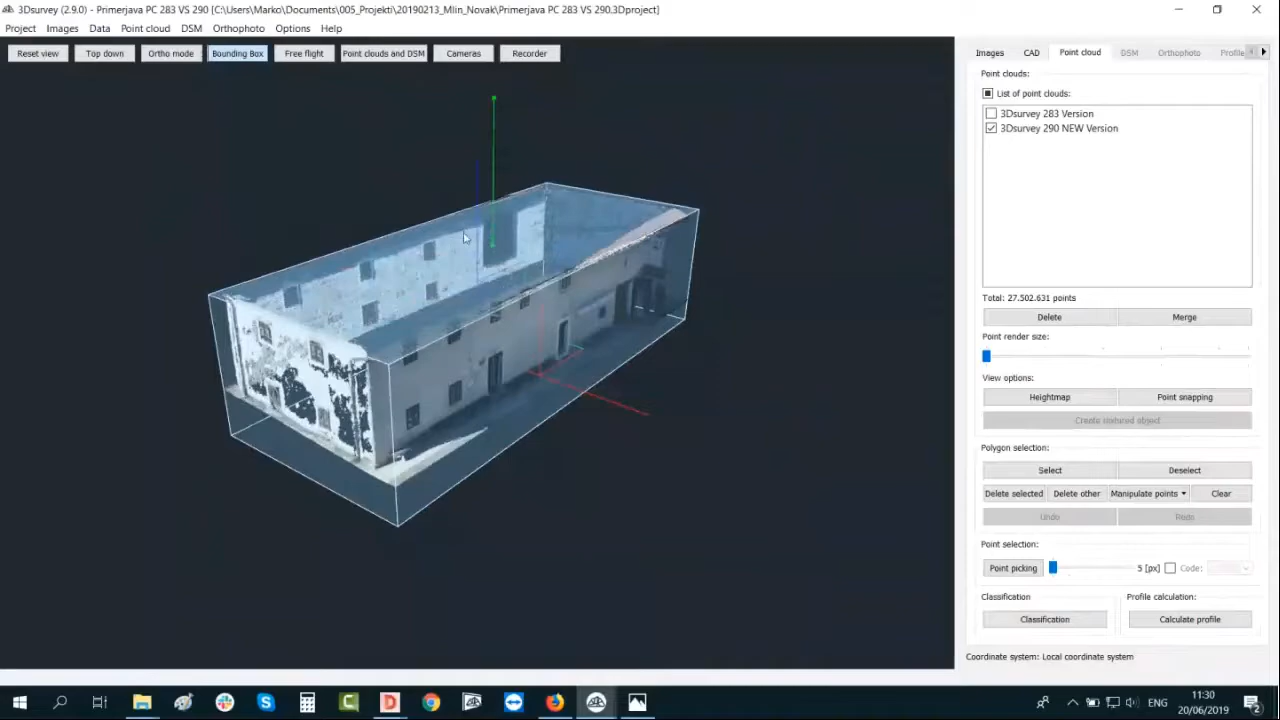 3Dsurvey (2.9.0) - Primerjava PC 283 VS 290 [C:\Users\Marko\Documents\005_Projekti\20190213_Mlin_Novak\Primerjava PC 283 VS 290.3Dproject]
Project Images Data Point cloud DSM Orthophoto Options Help
Reset view Top down Ortho mode Bounding Box Free flight Point clouds and DSM Cameras Recorder
Images CAD Point cloud DSM Orthophoto Profile
Point clouds:
List of point clouds:
3Dsurvey 283 Version
3Dsurvey 290 NEW Version
Total: 27.502.631 points
Delete Merge
Point render size:
View options:
Heightmap Point snapping
Create textured object
Polygon selection:
Select Deselect
Delete selected Delete other Manipulate points Clear
Undo Redo
Point selection:
Point picking 5 [px] Code:
Classification Profile calculation:
Classification Calculate profile
Coordinate system: Local coordinate system
ENG
11:30
20/06/2019
2